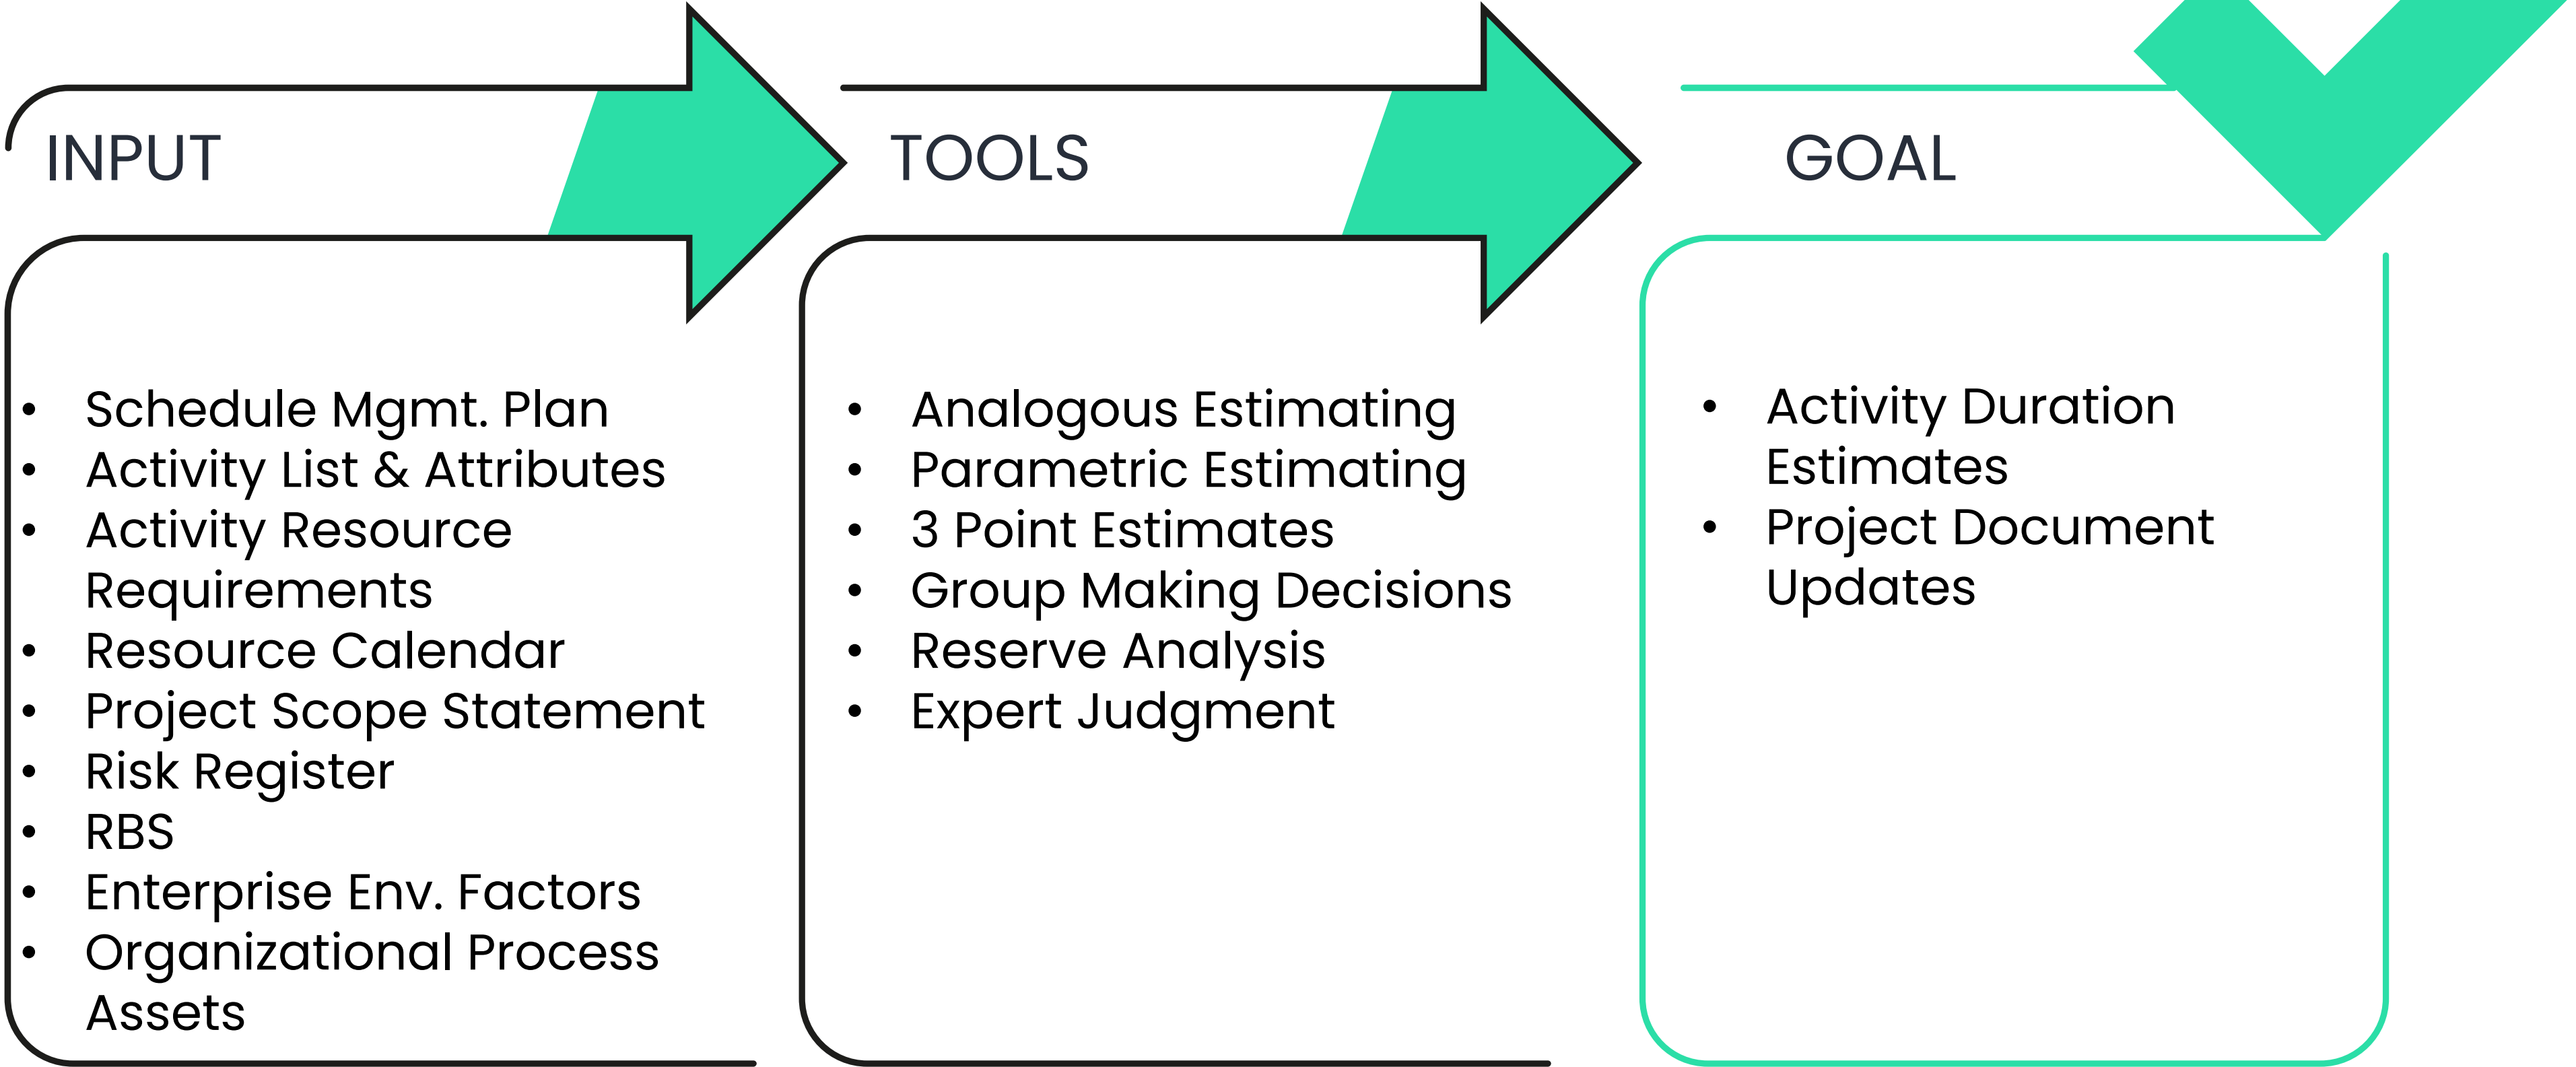 INPUT
• Schedule Mgmt. Plan
• Activity List & Attributes
• Activity Resource
Requirements
• Resource Calendar
• Project Scope Statement
• Risk Register
• RBS
• Enterprise Env. Factors
• Organizational Process
Assets
TOOLS
• Analogous Estimating
• Parametric Estimating
• 3 Point Estimates
• Group Making Decisions
• Reserve Analysis
• Expert Judgment
GOAL
• Activity Duration
Estimates
• Project Document
Updates